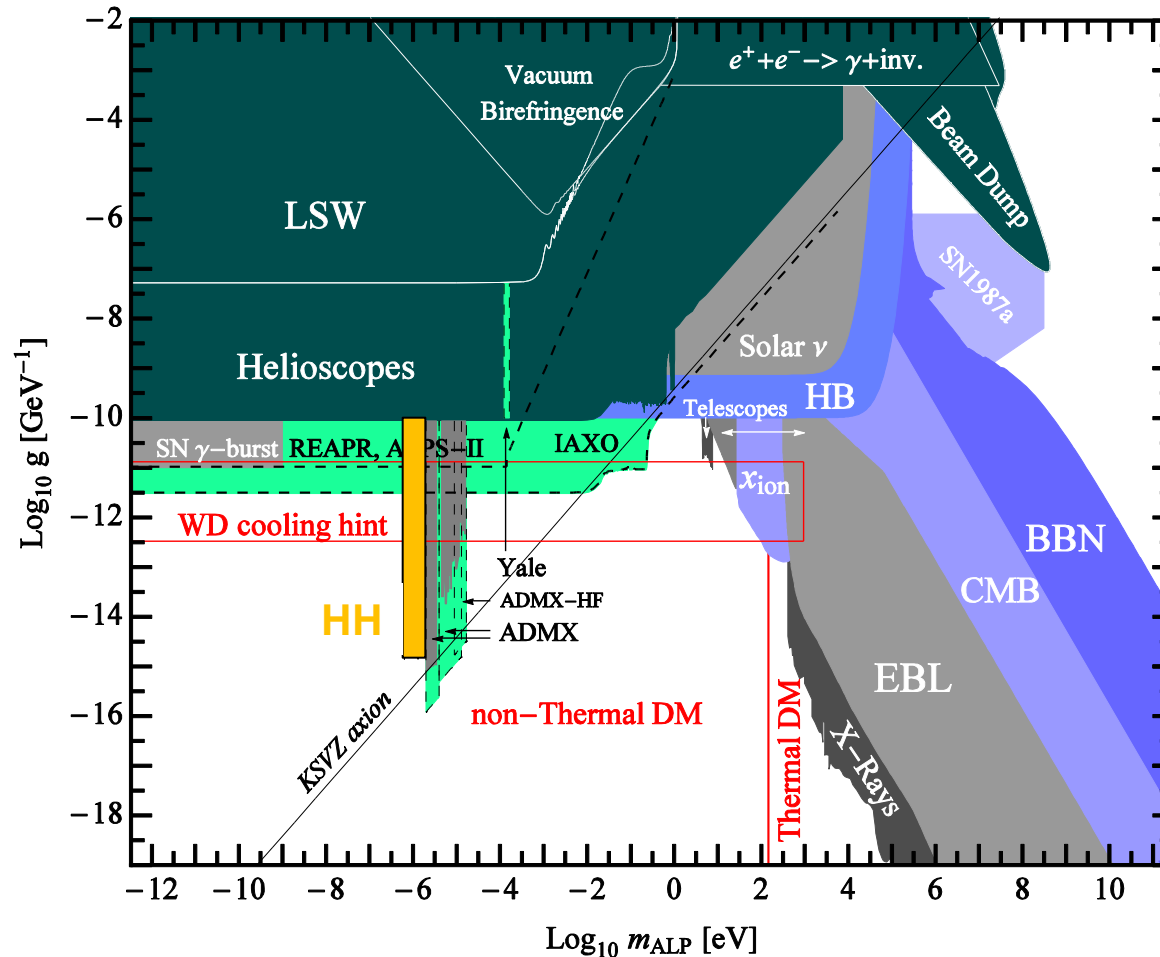 −2
−4
−6
−8
−10
−12
−14
−16
−18
Log10 g [GeV−1]
Vacuum
Birefringence
e+ + e− −> γ+inv.
Beam Dump
LSW
SN1987a
Helioscopes
Solar ν
HB
Telescopes
SN γ−burst
REAPR, ALPS−II
IAXO
xion
WD cooling hint
BBN
Yale
CMB
ADMX−HF
HH
ADMX
EBL
non−Thermal DM
Thermal DM
X−Rays
KSVZ axion
−12 −10 −8 −6 −4 −2 0 2 4 6 8 10
Log10 mALP [eV]